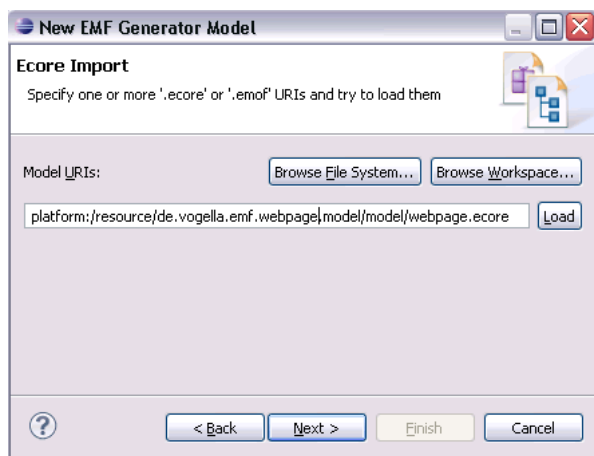 New EMF Generator Model
Ecore Import
Specify one or more '.ecore' or '.emof' URIs and try to load them
Model URIs:
Browse File System...
Browse Workspace...
platform:/resource/de.vogella.emf.webpage.model/model/webpage.ecore
Load
?
< Back
Next >
Finish
Cancel